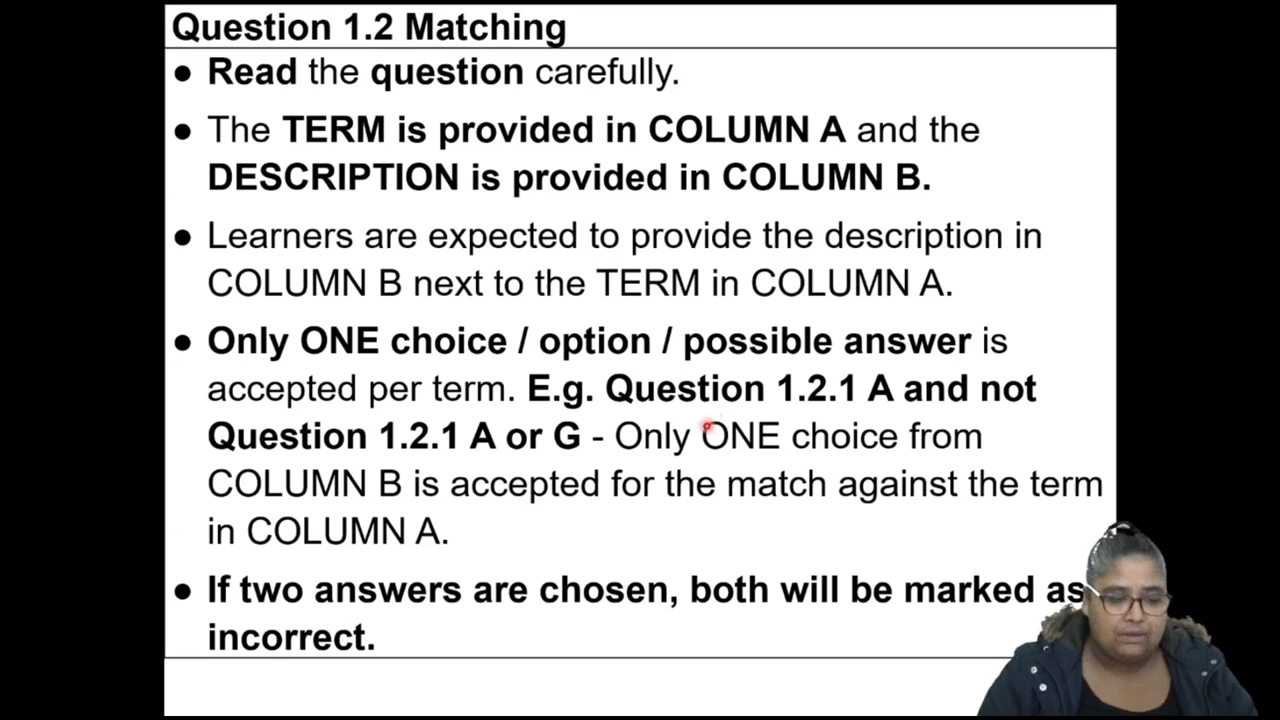 Question 1.2 Matching
● Read the question carefully.
● The TERM is provided in COLUMN A and the
DESCRIPTION is provided in COLUMN B.
● Learners are expected to provide the description in
COLUMN B next to the TERM in COLUMN A.
● Only ONE choice / option / possible answer is
accepted per term. E.g. Question 1.2.1 A and not
Question 1.2.1 A or G - Only ONE choice from
COLUMN B is accepted for the match against the term
in COLUMN A.
● If two answers are chosen, both will be marked as
incorrect.